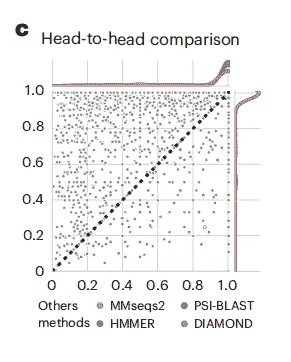 c
Head-to-head comparison
1.0
0.8
0.6
0.4
0.2
0
0 0.2 0.4 0.6 0.8 1.0
Others MMseqs2 PSI-BLAST
methods HMMER DIAMOND